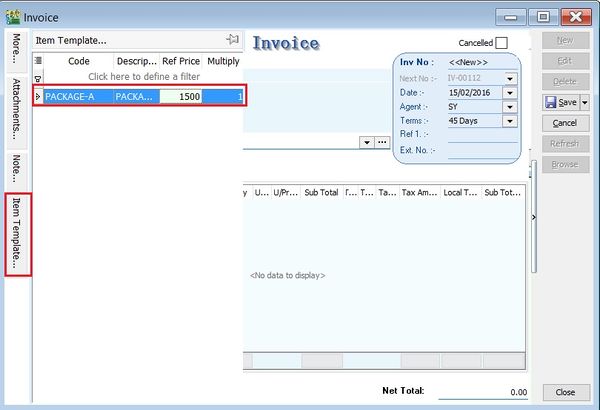 Invoice
More...
Attachments...
Note...
Item Template...
Item Template...
Code Descrip... Ref Price Multiply
Click here to define a filter
PACKAGE-A PACKA... 1500 1
Invoice
Cancelled
Inv No : <<New>>
Next No :- IV-00112
Date :- 15/02/2016
Agent :- SY
Terms :- 45 Days
Ref 1. :-
Ext. No. :-
U... U/Pr... Sub Total T... Ta... Tax Am... Local T... Sub Tot...
<No data to display>
Net Total: 0.00
New
Edit
Delete
Save
Cancel
Refresh
Browse
Close